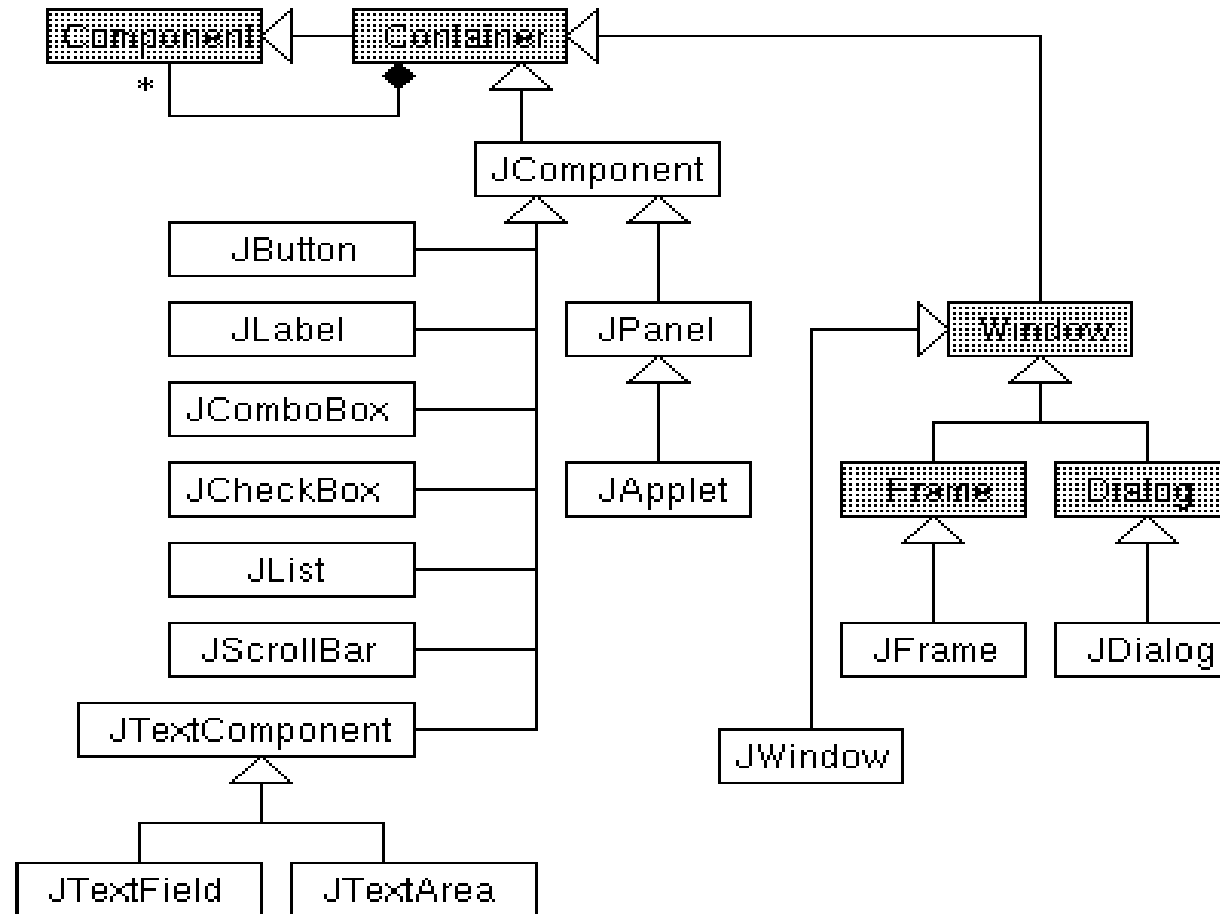 Component
Container
*
JComponent
JButton
JLabel
JPanel
Window
JComboBox
JCheckBox
JApplet
Frame
Dialog
JList
JScrollBar
JFrame
JDialog
JTextComponent
JWindow
JTextField
JTextArea